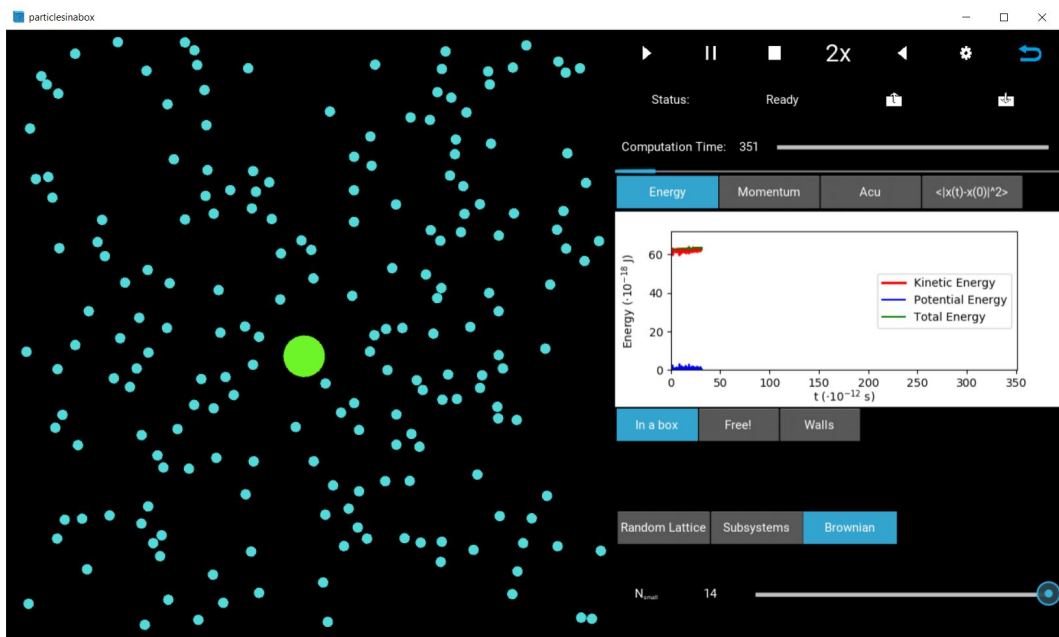 particlesinabox
2x
Status: Ready
Computation Time: 351
Energy Momentum Acu <|x(t)-x(0)|^2>
Energy (·10⁻¹⁸ J)
60
40
20
0
Kinetic Energy
Potential Energy
Total Energy
0 50 100 150 200 250 300 350
t (·10⁻¹² s)
In a box Free! Walls
Random Lattice Subsystems Brownian
Nsmall 14